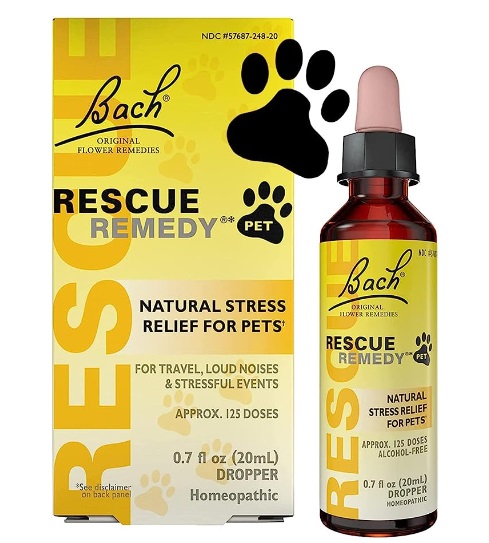 NDC #57687-248-20
Bach®
ORIGINAL
FLOWER REMEDIES
RESCUE
RESCUE
REMEDY®* PET
NATURAL STRESS
RELIEF FOR PETS†
FOR TRAVEL, LOUD NOISES
& STRESSFUL EVENTS
APPROX. 125 DOSES
0.7 fl oz (20mL)
DROPPER
Homeopathic
*See disclaimer
on back panel
Bach®
ORIGINAL
FLOWER REMEDIES
RESCUE
RESCUE
REMEDY®* PET
NATURAL
STRESS RELIEF
FOR PETS†
APPROX. 125 DOSES
ALCOHOL-FREE
0.7 fl oz (20mL)
DROPPER
HOMEOPATHIC